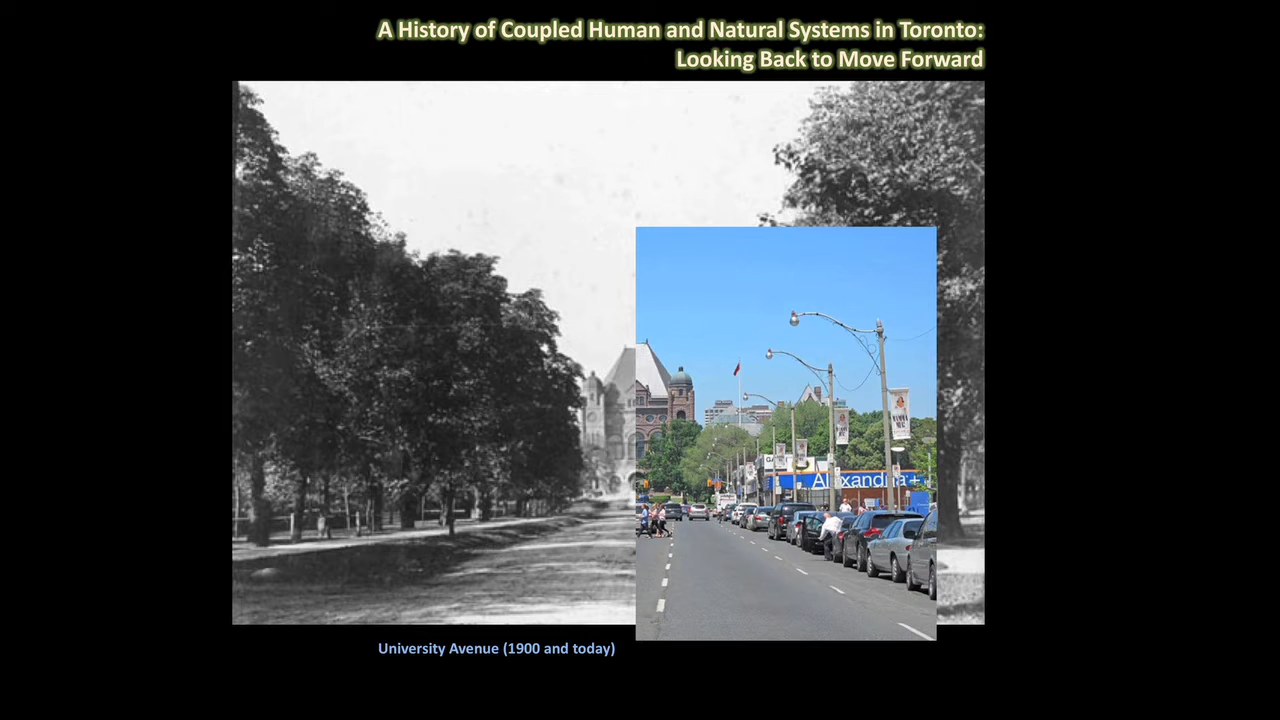 A History of Coupled Human and Natural Systems in Toronto:
Looking Back to Move Forward
Alexandra+
University Avenue (1900 and today)